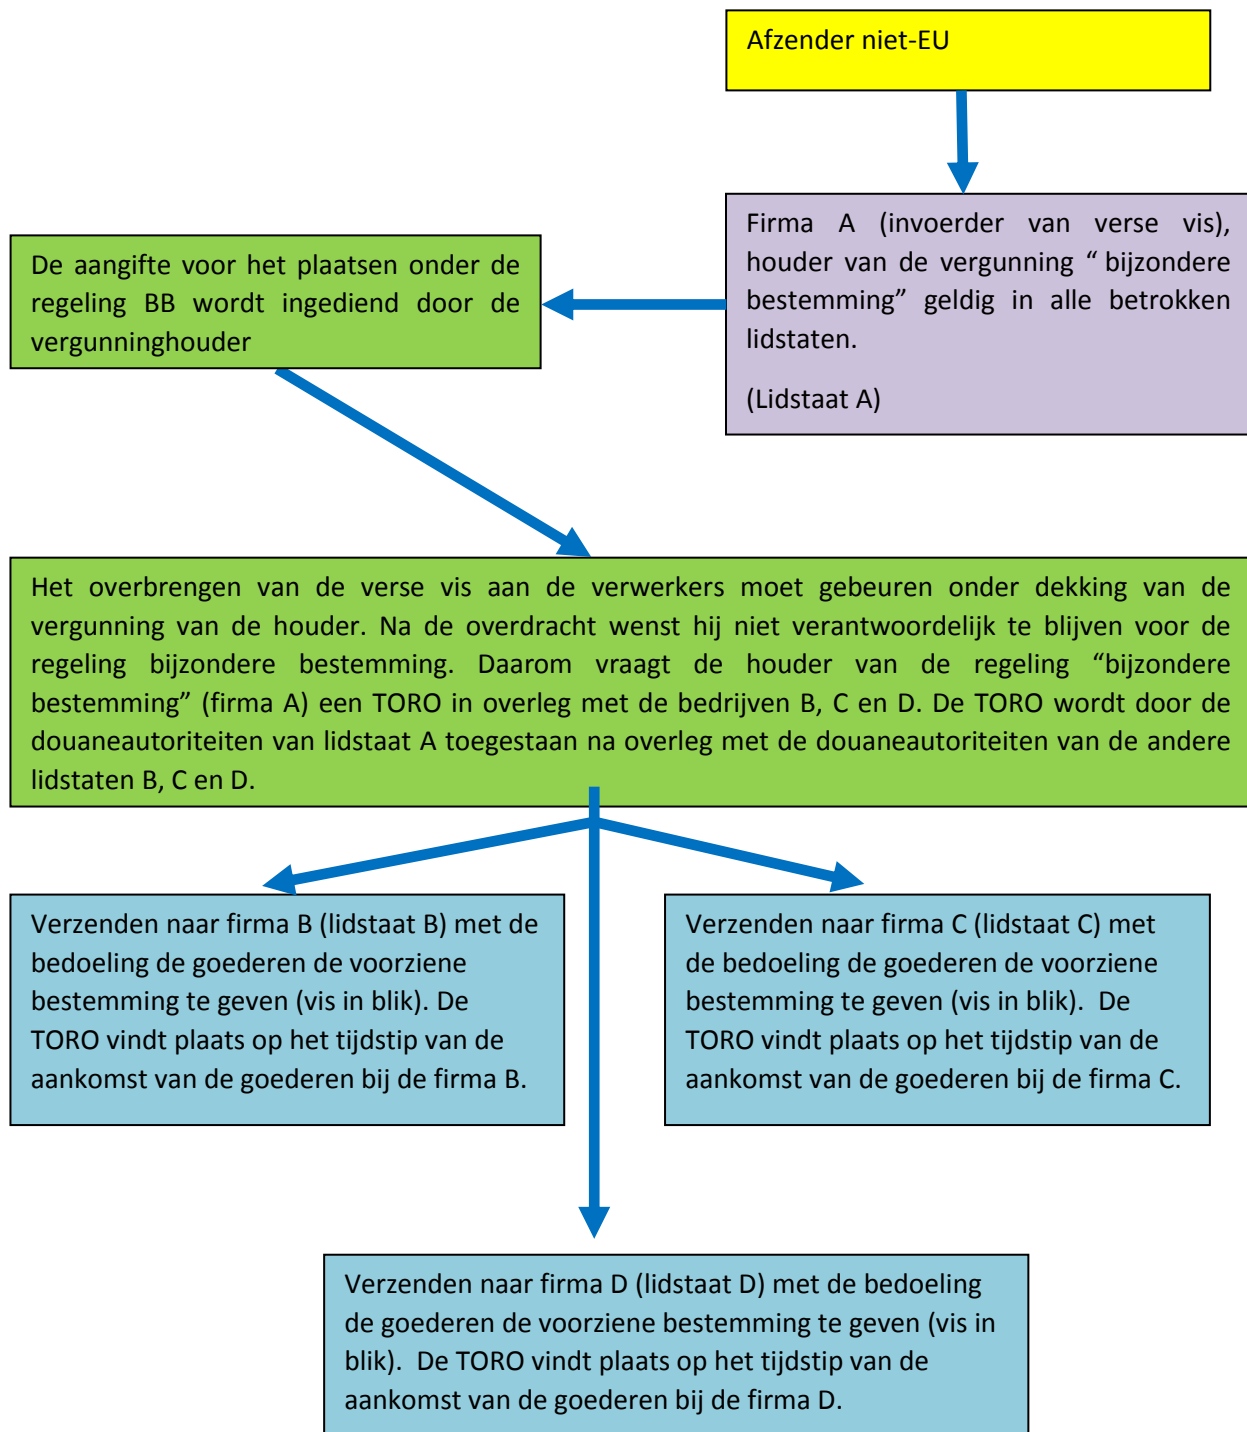 Afzender niet-EU
Firma A (invoerder van verse vis),
houder van de vergunning “ bijzondere
bestemming” geldig in alle betrokken
lidstaten.
(Lidstaat A)
De aangifte voor het plaatsen onder de
regeling BB wordt ingediend door de
vergunninghouder
Het overbrengen van de verse vis aan de verwerkers moet gebeuren onder dekking van de
vergunning van de houder. Na de overdracht wenst hij niet verantwoordelijk te blijven voor de
regeling bijzondere bestemming. Daarom vraagt de houder van de regeling “bijzondere
bestemming” (firma A) een TORO in overleg met de bedrijven B, C en D. De TORO wordt door de
douaneautoriteiten van lidstaat A toegestaan na overleg met de douaneautoriteiten van de andere
lidstaten B, C en D.
Verzenden naar firma B (lidstaat B) met de
bedoeling de goederen de voorziene
bestemming te geven (vis in blik). De
TORO vindt plaats op het tijdstip van de
aankomst van de goederen bij de firma B.
Verzenden naar firma C (lidstaat C) met
de bedoeling de goederen de voorziene
bestemming te geven (vis in blik).  De
TORO vindt plaats op het tijdstip van de
aankomst van de goederen bij de firma C.
Verzenden naar firma D (lidstaat D) met de bedoeling
de goederen de voorziene bestemming te geven (vis in
blik).  De TORO vindt plaats op het tijdstip van de
aankomst van de goederen bij de firma D.